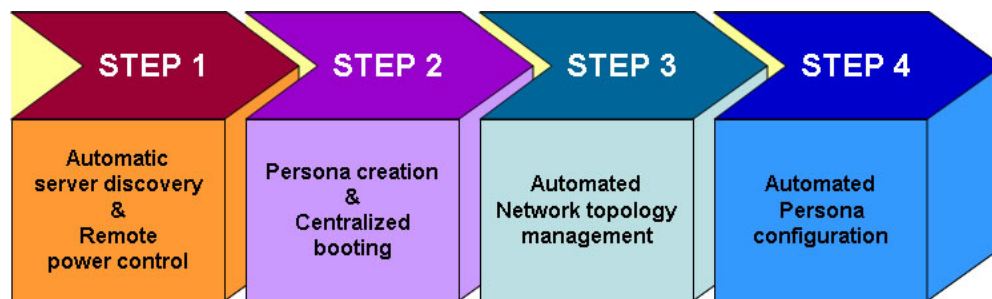 STEP 1
STEP 2
STEP 3
STEP 4
Automatic
server discovery
&
Remote
power control
Persona creation
&
Centralized
booting
Automated
Network topology
management
Automated
Persona
configuration